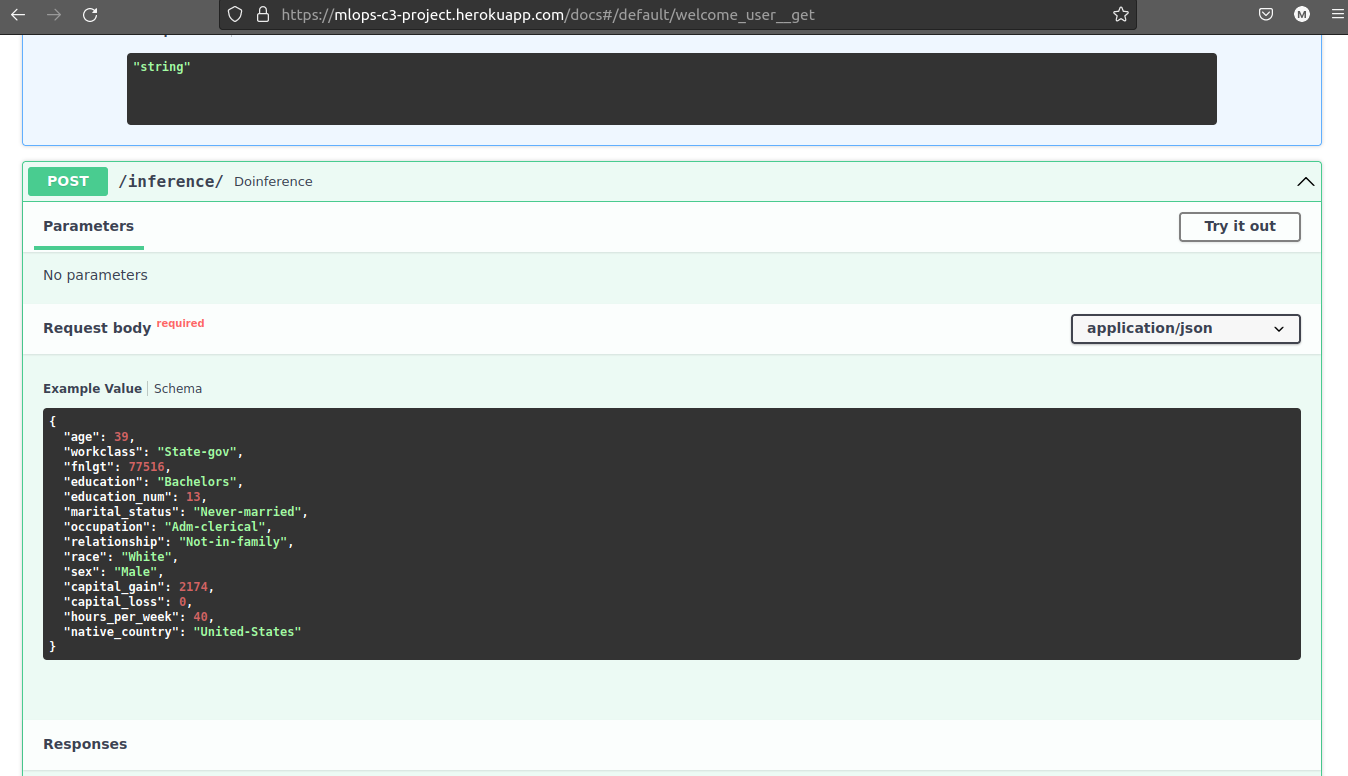 https://mlops-c3-project.herokuapp.com/docs#/default/welcome_user__get
M
"string"
POST /inference/ Doinference
Parameters
Try it out
No parameters
Request body required
application/json
Example Value Schema
{
"age": 39,
"workclass": "State-gov",
"fnlgt": 77516,
"education": "Bachelors",
"education_num": 13,
"marital_status": "Never-married",
"occupation": "Adm-clerical",
"relationship": "Not-in-family",
"race": "White",
"sex": "Male",
"capital_gain": 2174,
"capital_loss": 0,
"hours_per_week": 40,
"native_country": "United-States"
}
Responses